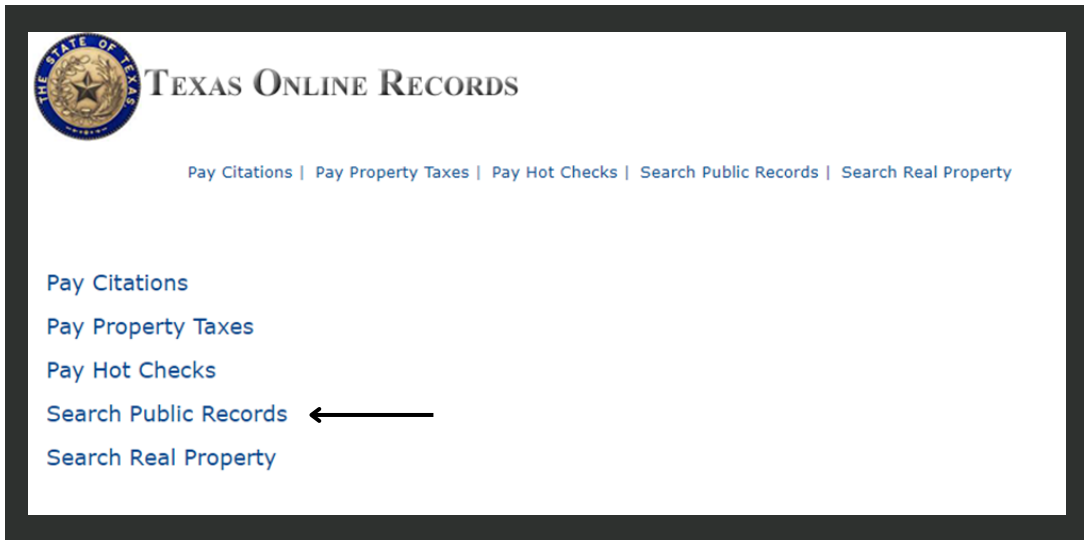 THE STATE OF TEXAS
TEXAS ONLINE RECORDS
Pay Citations | Pay Property Taxes | Pay Hot Checks | Search Public Records | Search Real Property
Pay Citations
Pay Property Taxes
Pay Hot Checks
Search Public Records
Search Real Property